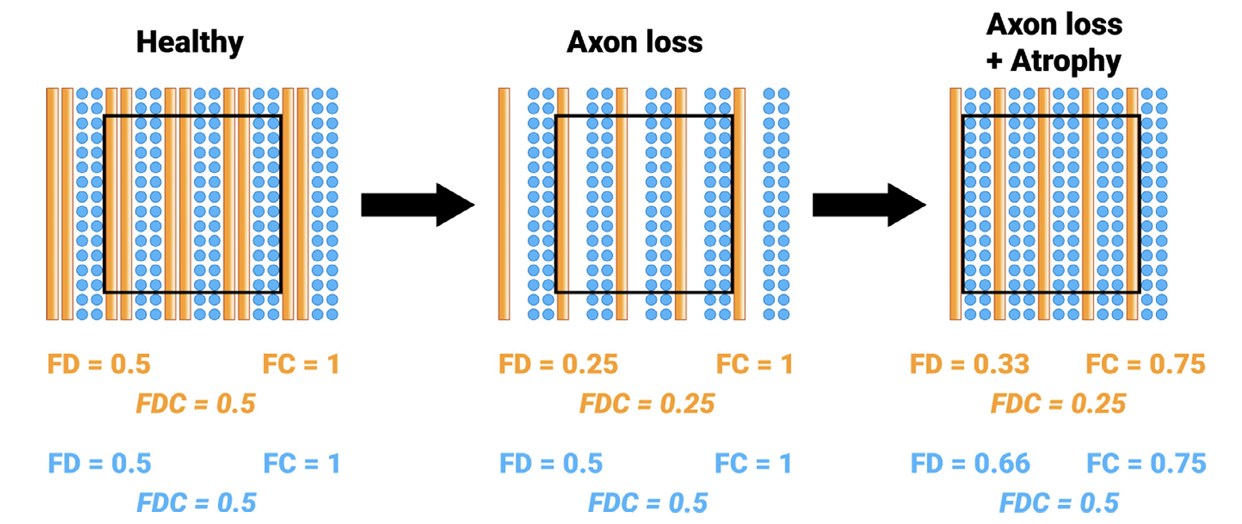 Healthy
Axon loss
Axon loss
+ Atrophy
FD = 0.5 FC = 1
FDC = 0.5
FD = 0.5 FC = 1
FDC = 0.5
FD = 0.25 FC = 1
FDC = 0.25
FD = 0.5 FC = 1
FDC = 0.5
FD = 0.33 FC = 0.75
FDC = 0.25
FD = 0.66 FC = 0.75
FDC = 0.5